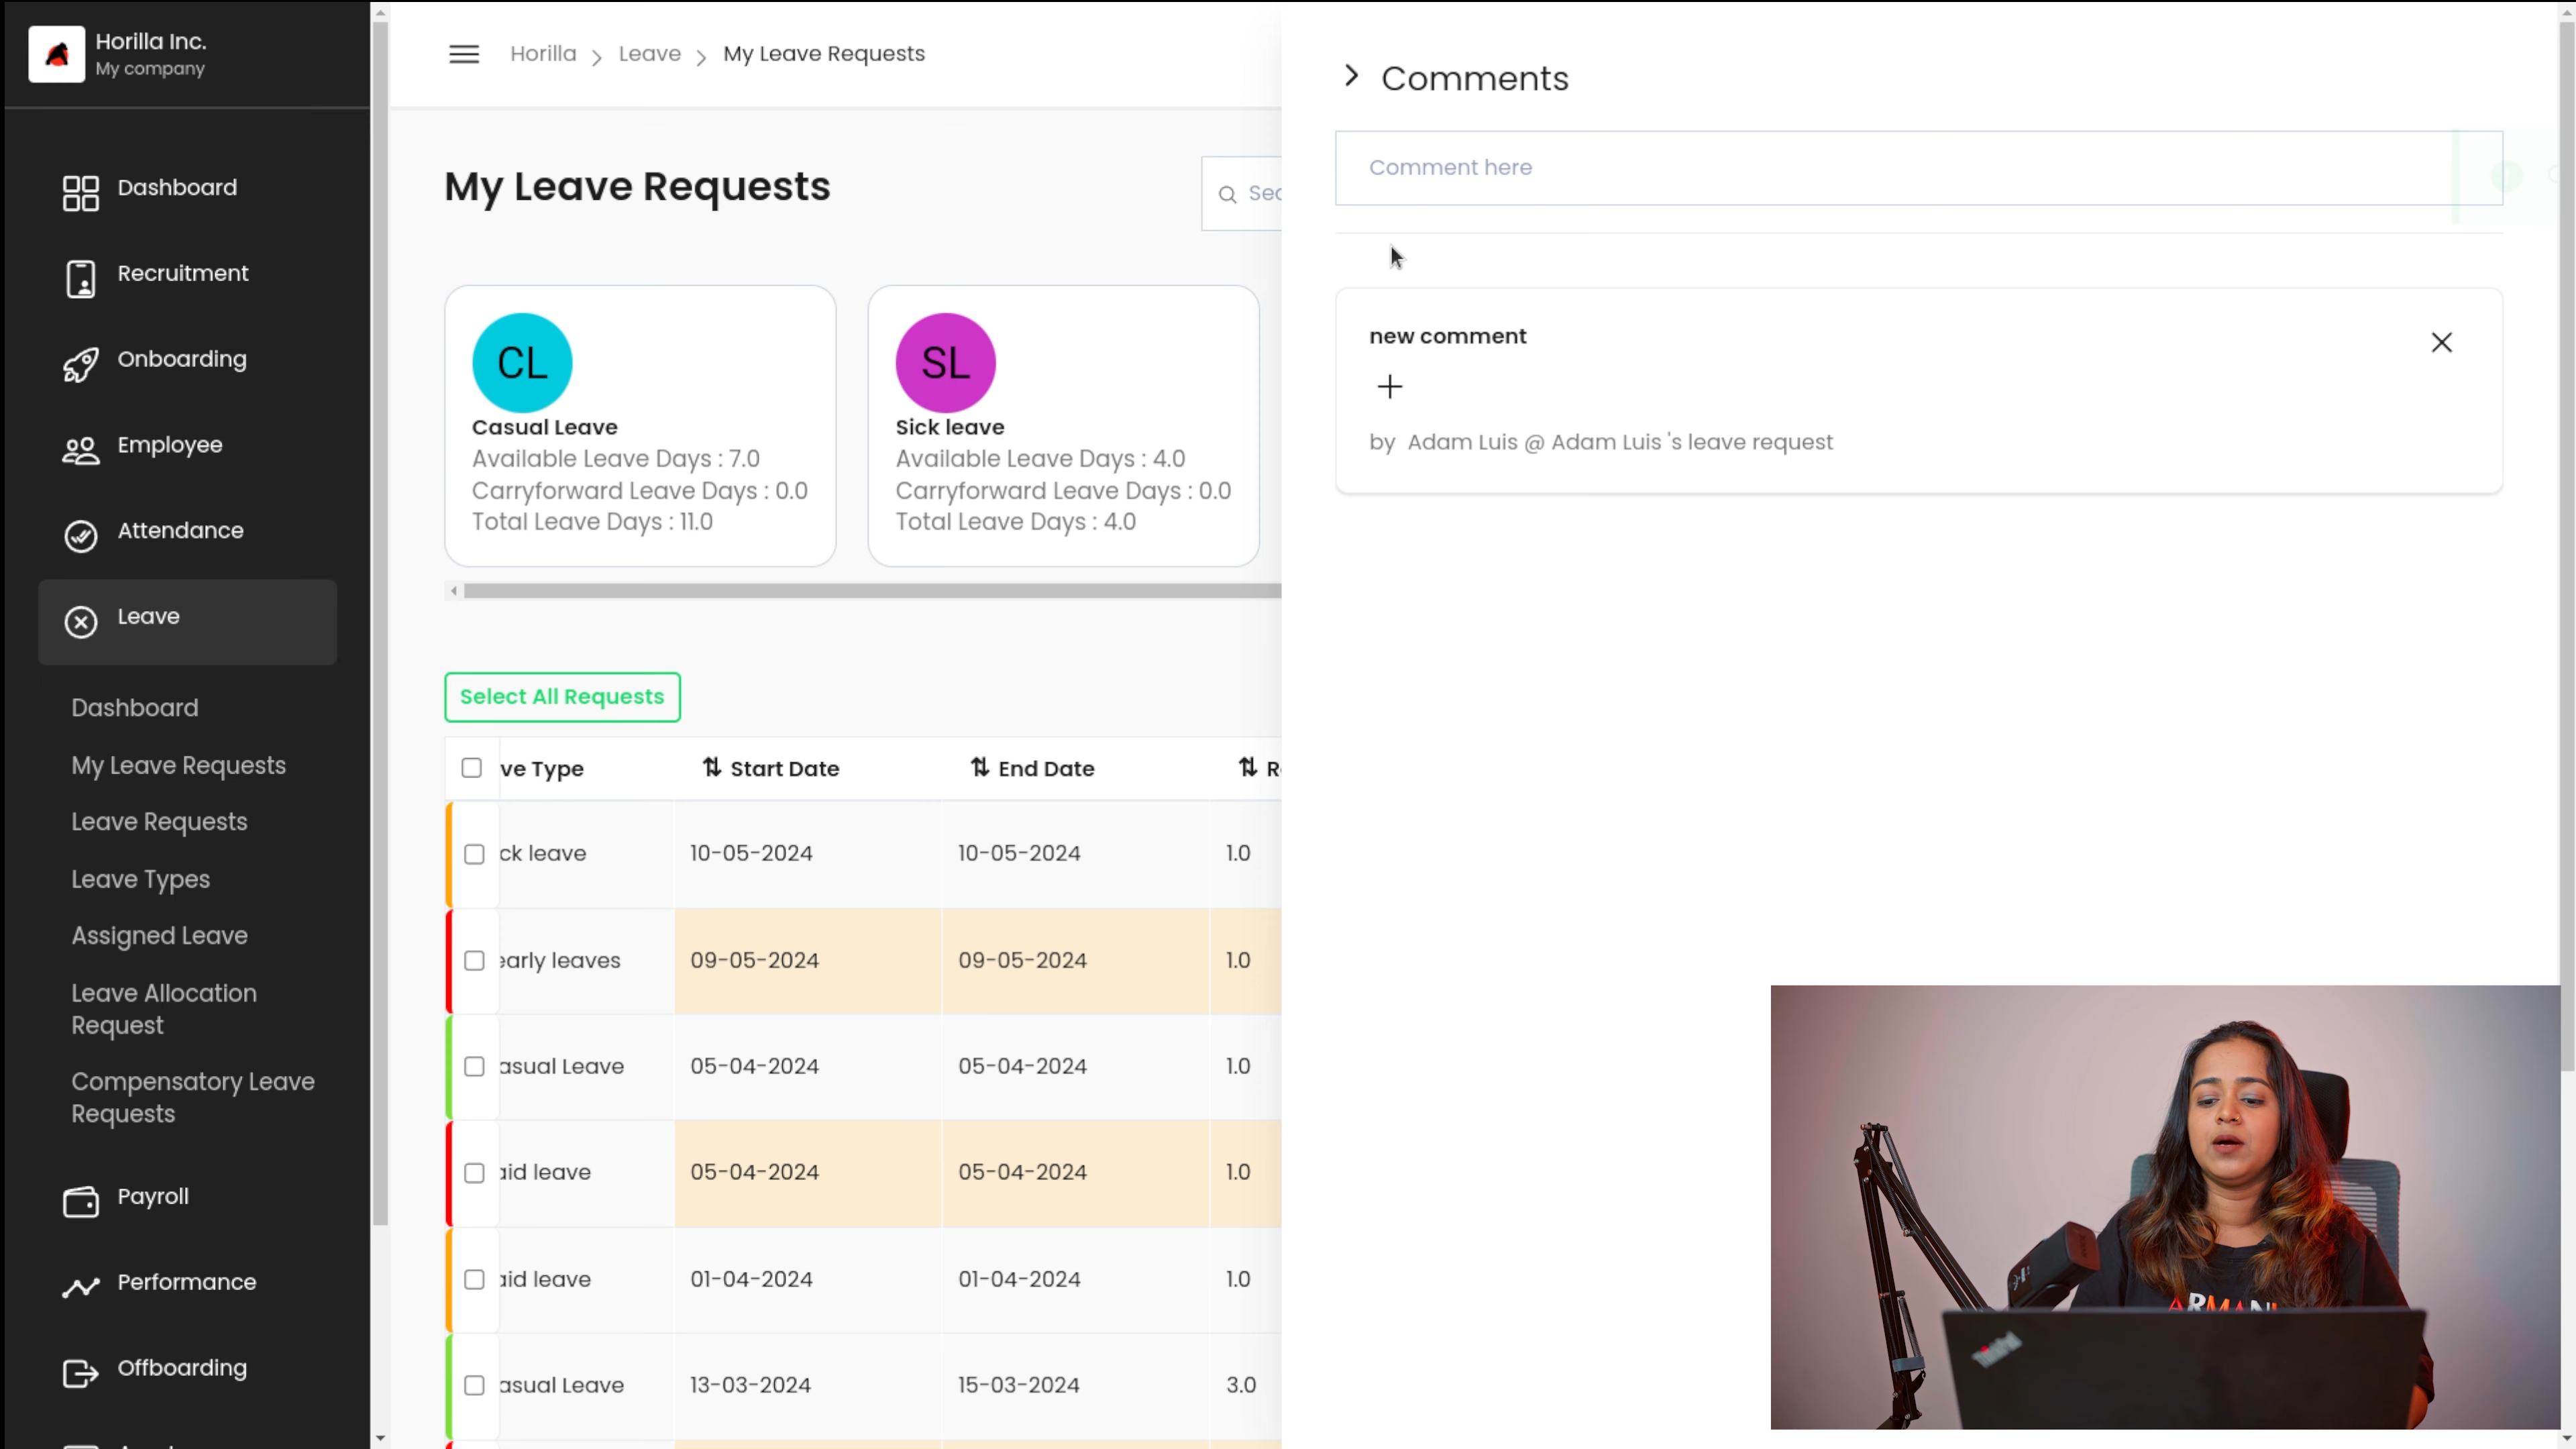 Horilla Inc.
My company
Dashboard
Recruitment
Onboarding
Employee
Attendance
Leave
Dashboard
My Leave Requests
Leave Requests
Leave Types
Assigned Leave
Leave Allocation
Request
Compensatory Leave
Requests
Payroll
Performance
Offboarding
Horilla > Leave > My Leave Requests
My Leave Requests
CL
Casual Leave
Available Leave Days : 7.0
Carryforward Leave Days : 0.0
Total Leave Days : 11.0
SL
Sick leave
Available Leave Days : 4.0
Carryforward Leave Days : 0.0
Total Leave Days : 4.0
Select All Requests
ve Type Start Date End Date
ck leave 10-05-2024 10-05-2024 1.0
early leaves 09-05-2024 09-05-2024 1.0
asual Leave 05-04-2024 05-04-2024 1.0
aid leave 05-04-2024 05-04-2024 1.0
aid leave 01-04-2024 01-04-2024 1.0
asual Leave 13-03-2024 15-03-2024 3.0
Comments
Comment here
new comment
by Adam Luis @ Adam Luis 's leave request